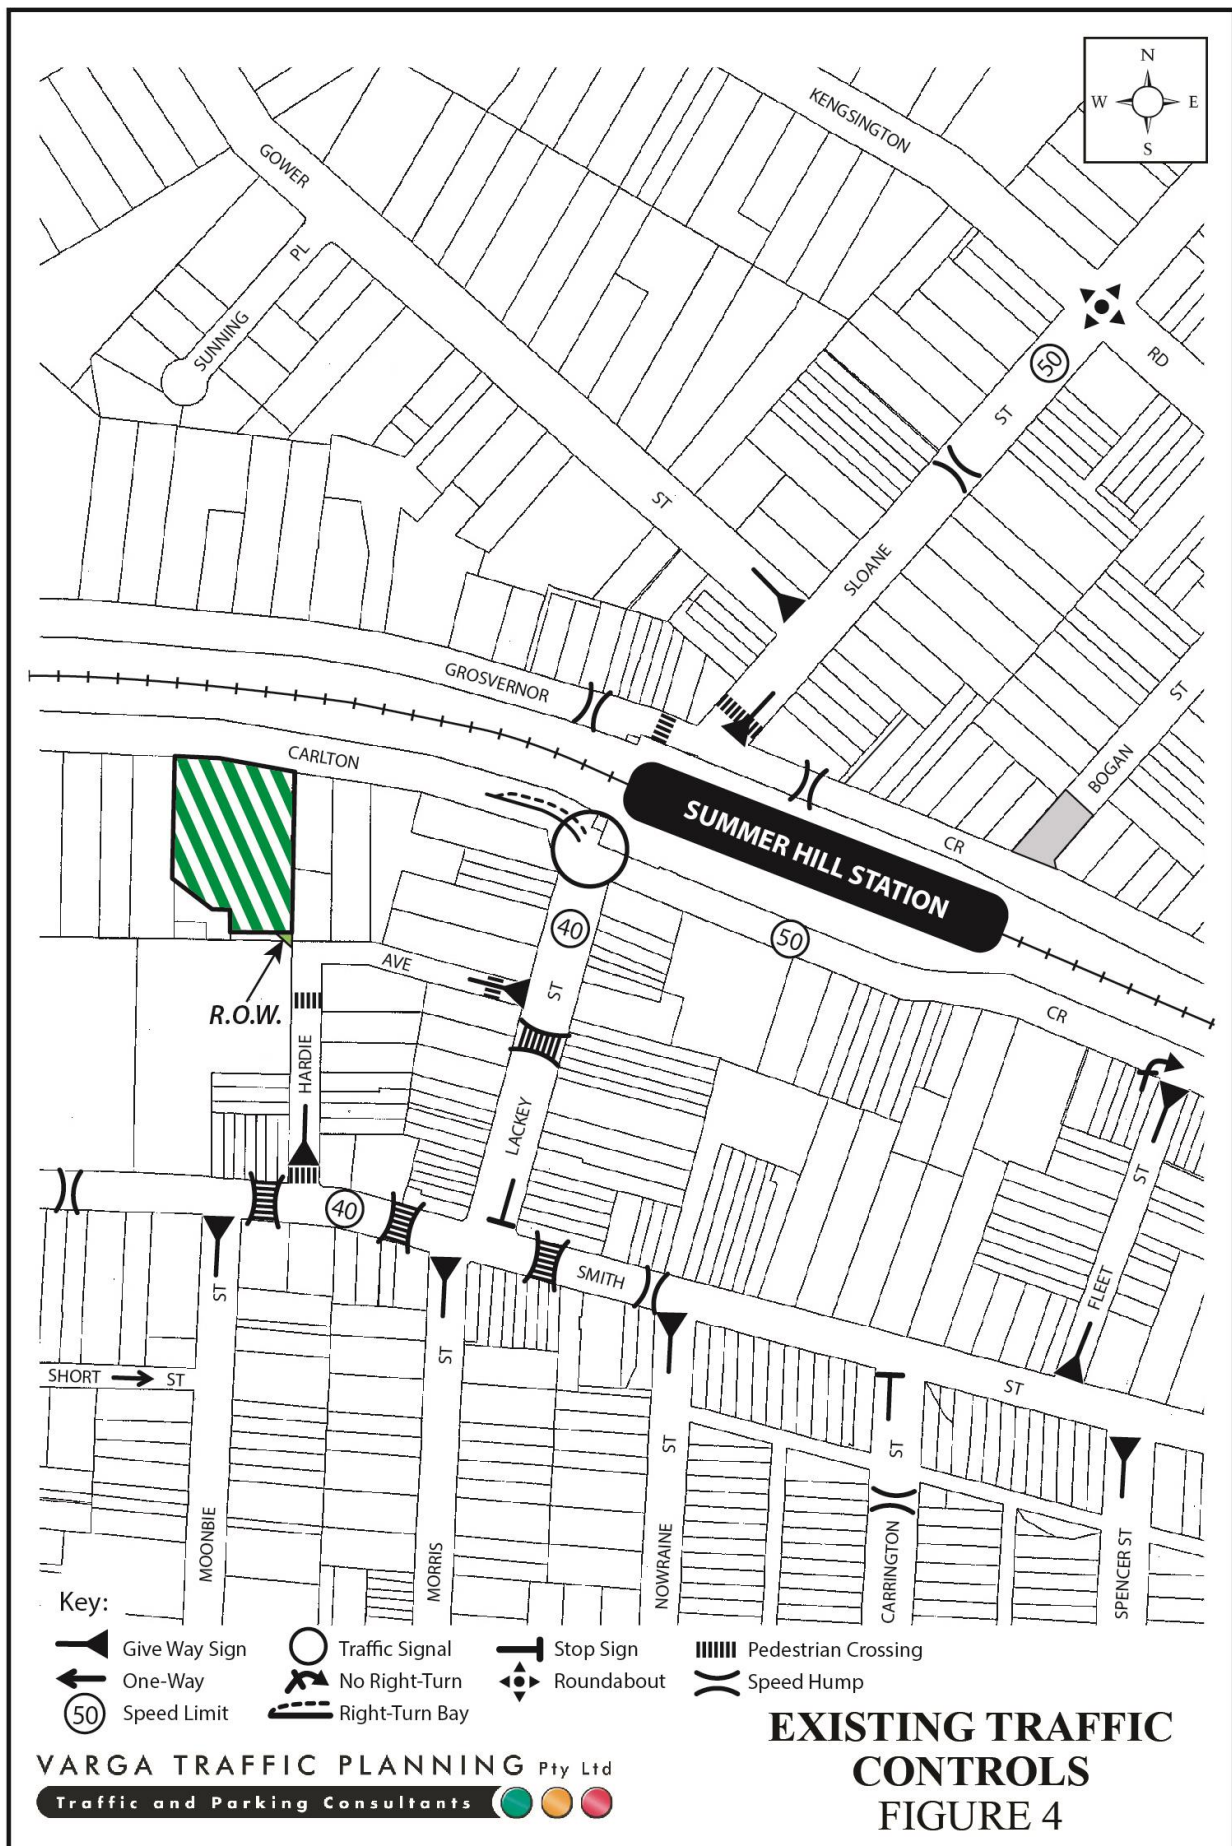 N
W E
S
KENGSINGTON
GOWER
PL
SUNNING
50
RD
ST
ST
SLOANE
GROSVERNOR
ST
BOGAN
CARLTON
SUMMER HILL STATION
CR
40
50
AVE
ST
R.O.W.
CR
HARDIE
LACKEY
ST
40
SMITH
ST
FLEET
ST
SHORT ST
ST
ST
ST
ST
MOONBIE
MORRIS
NOWRAINE
CARRINGTON
SPENCER ST
Key:
Give Way Sign
Traffic Signal
Stop Sign
Pedestrian Crossing
One-Way
No Right-Turn
Roundabout
Speed Hump
50 Speed Limit
Right-Turn Bay
VARGA TRAFFIC PLANNING Pty Ltd
Traffic and Parking Consultants
EXISTING TRAFFIC
CONTROLS
FIGURE 4